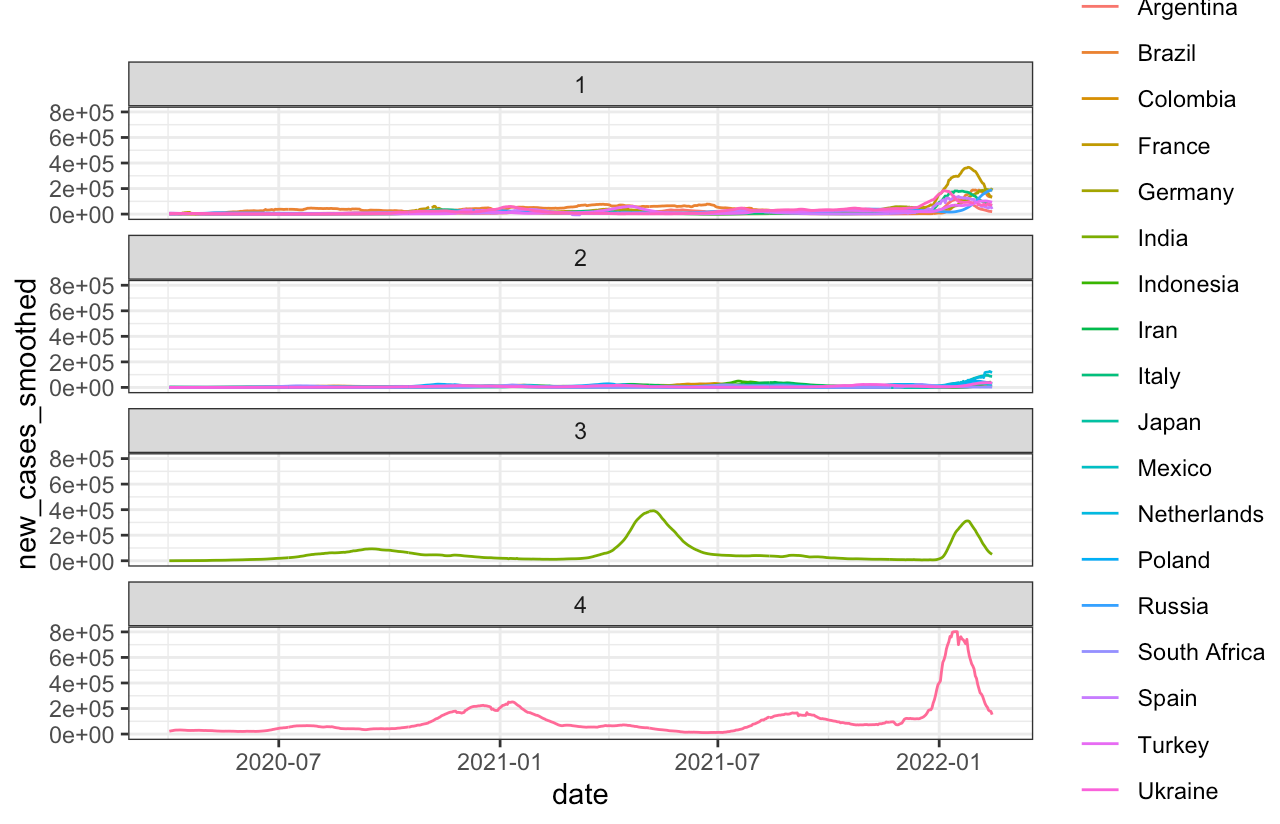 new_cases_smoothed
1
8e+05
6e+05
4e+05
2e+05
0e+00
2
8e+05
6e+05
4e+05
2e+05
0e+00
3
8e+05
6e+05
4e+05
2e+05
0e+00
4
8e+05
6e+05
4e+05
2e+05
0e+00
2020-07 2021-01 2021-07 2022-01
date
Argentina
Brazil
Colombia
France
Germany
India
Indonesia
Iran
Italy
Japan
Mexico
Netherlands
Poland
Russia
South Africa
Spain
Turkey
Ukraine